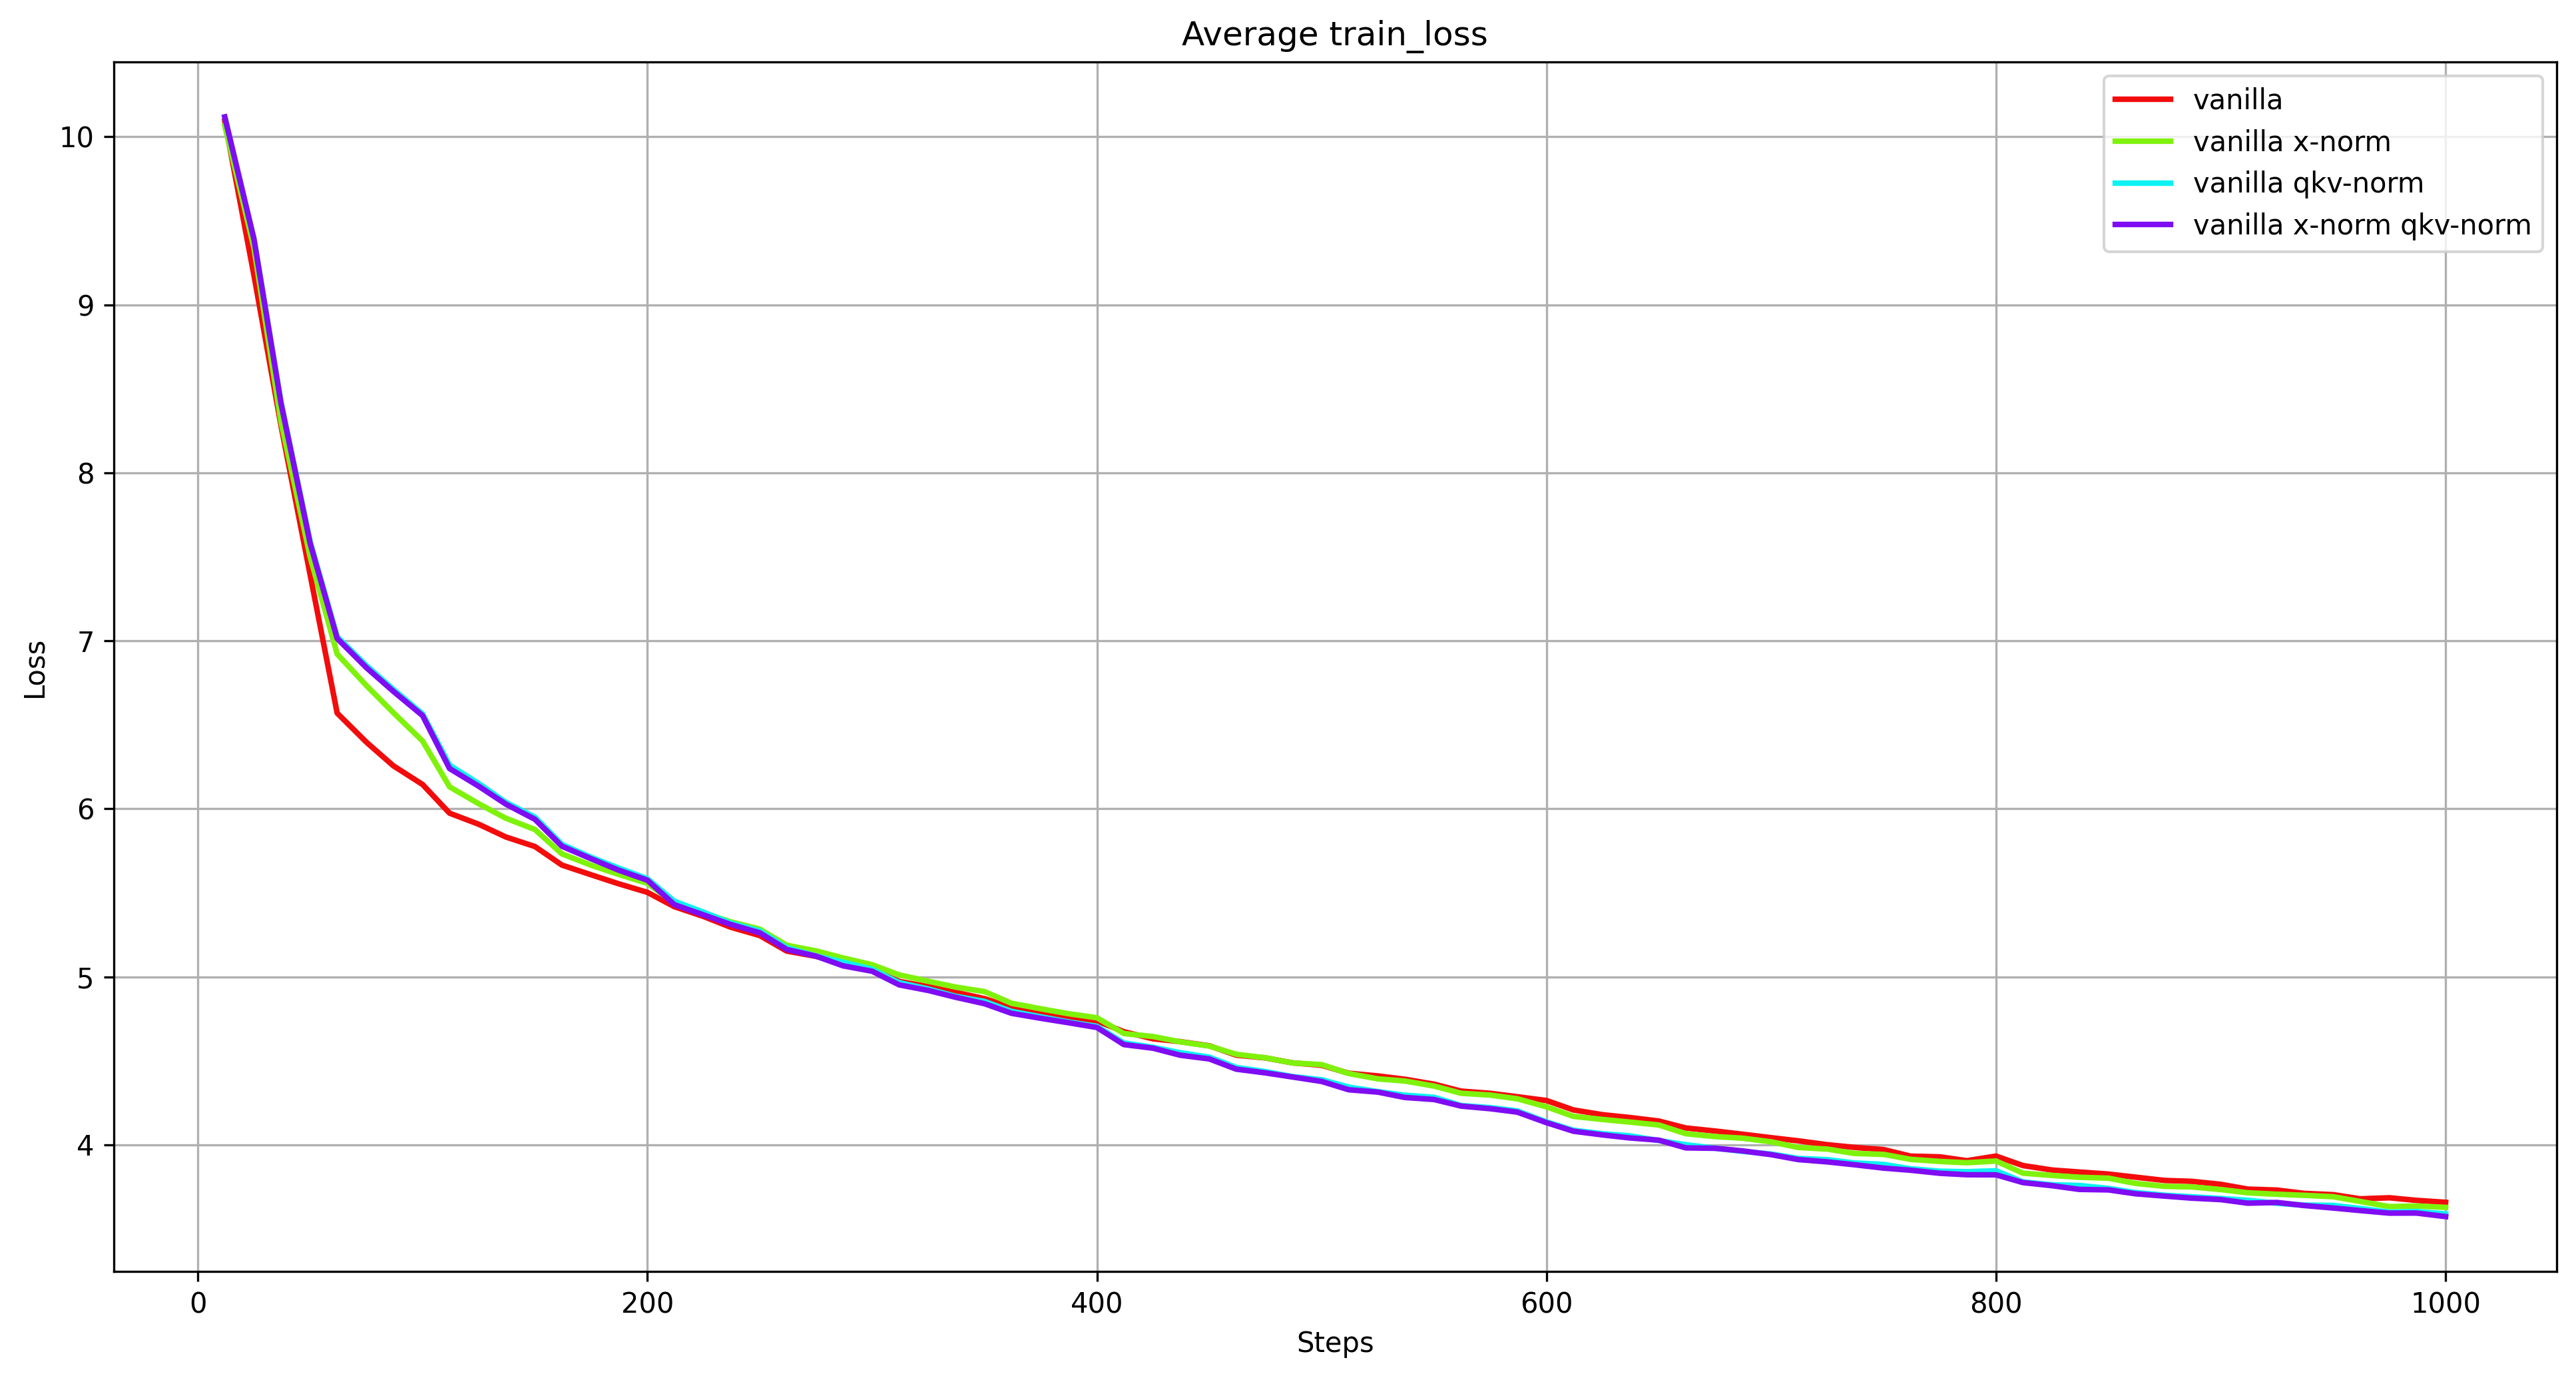 Average train_loss
vanilla
vanilla x-norm
vanilla qkv-norm
vanilla x-norm qkv-norm
10
9
8
7
6
5
4
Loss
0
200
400
600
800
1000
Steps